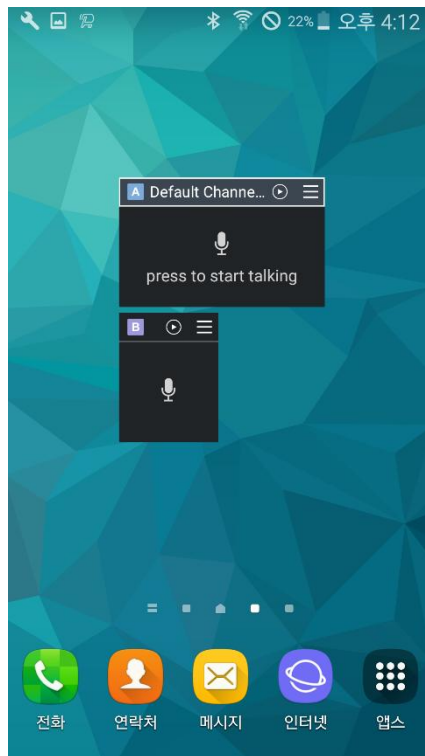 22% 오후 4:12
A Default Channe...
press to start talking
B
전화 연락처 메시지 인터넷 앱스